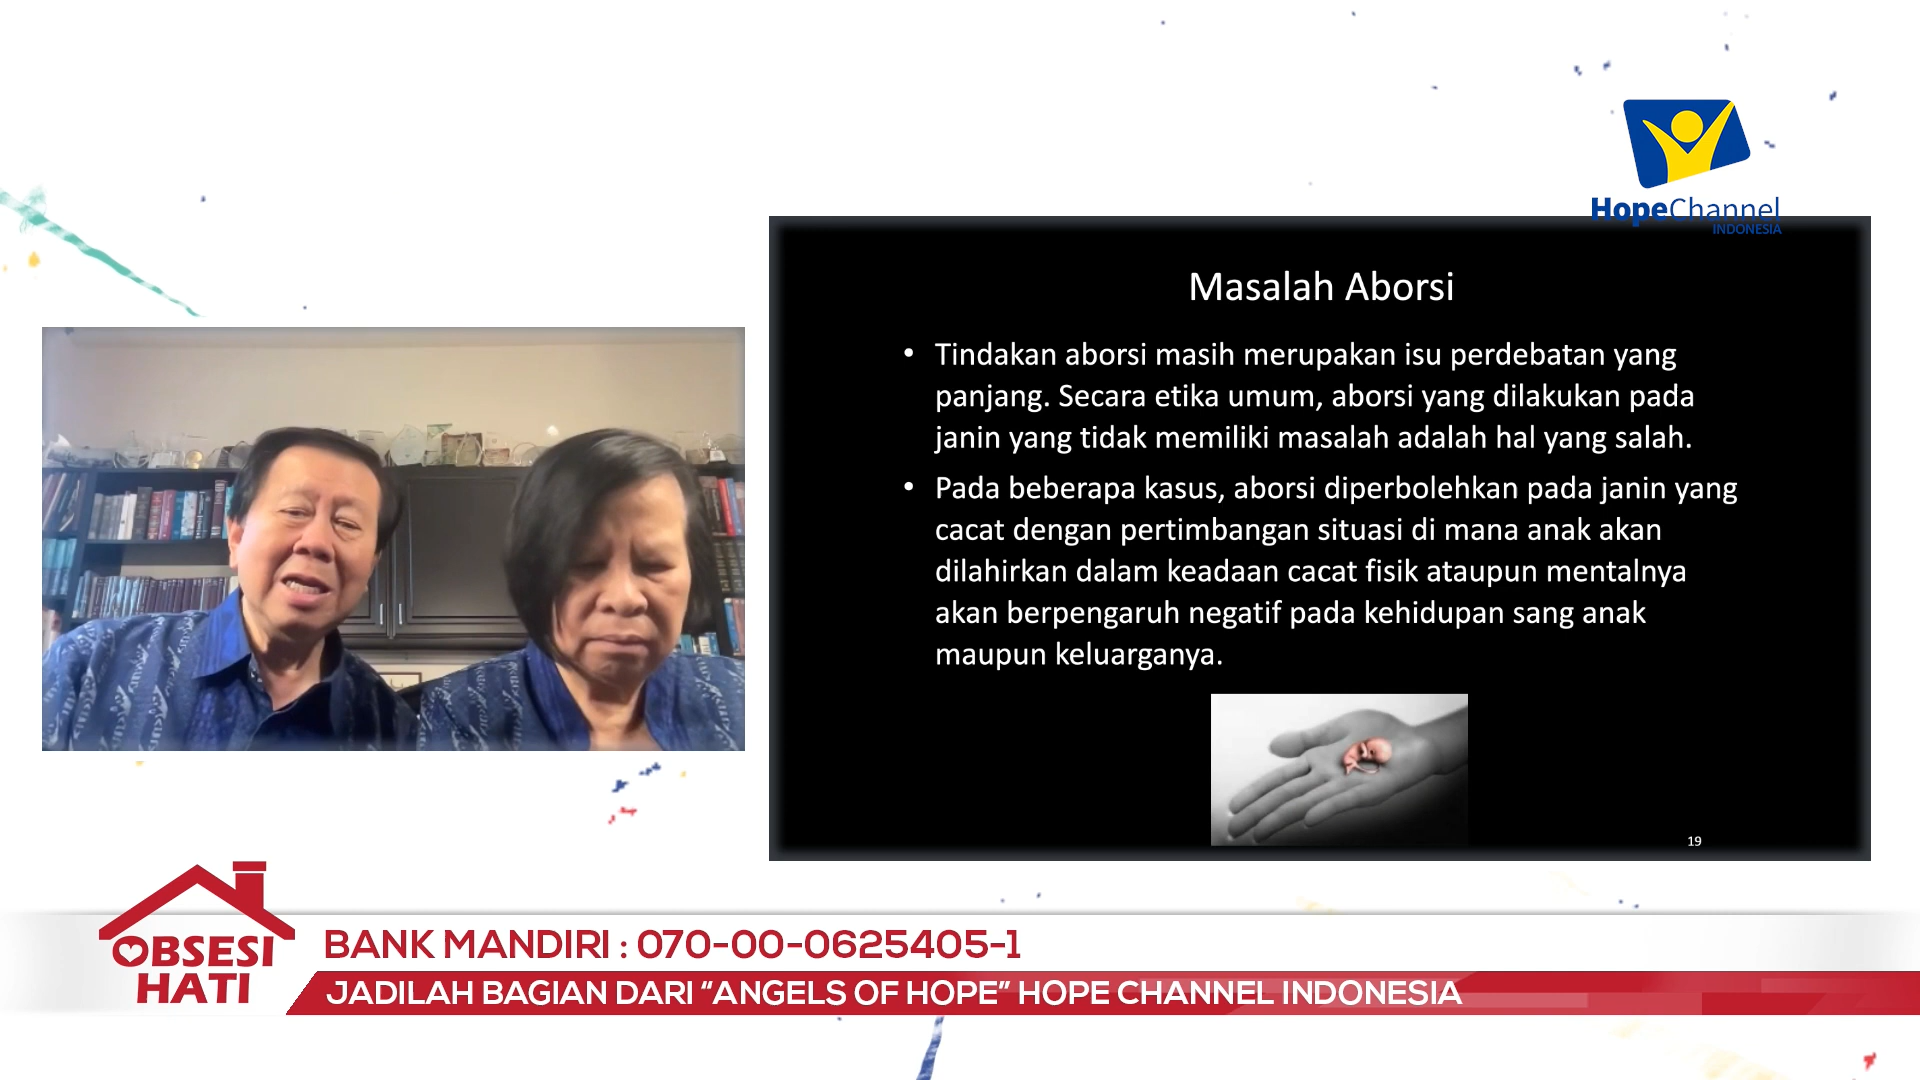 HopeChannel
INDONESIA
Masalah Aborsi
• Tindakan aborsi masih merupakan isu perdebatan yang
panjang. Secara etika umum, aborsi yang dilakukan pada
janin yang tidak memiliki masalah adalah hal yang salah.
• Pada beberapa kasus, aborsi diperbolehkan pada janin yang
cacat dengan pertimbangan situasi di mana anak akan
dilahirkan dalam keadaan cacat fisik ataupun mentalnya
akan berpengaruh negatif pada kehidupan sang anak
maupun keluarganya.
19
OBSESI
HATI
BANK MANDIRI : 070-00-0625405-1
JADILAH BAGIAN DARI “ANGELS OF HOPE” HOPE CHANNEL INDONESIA